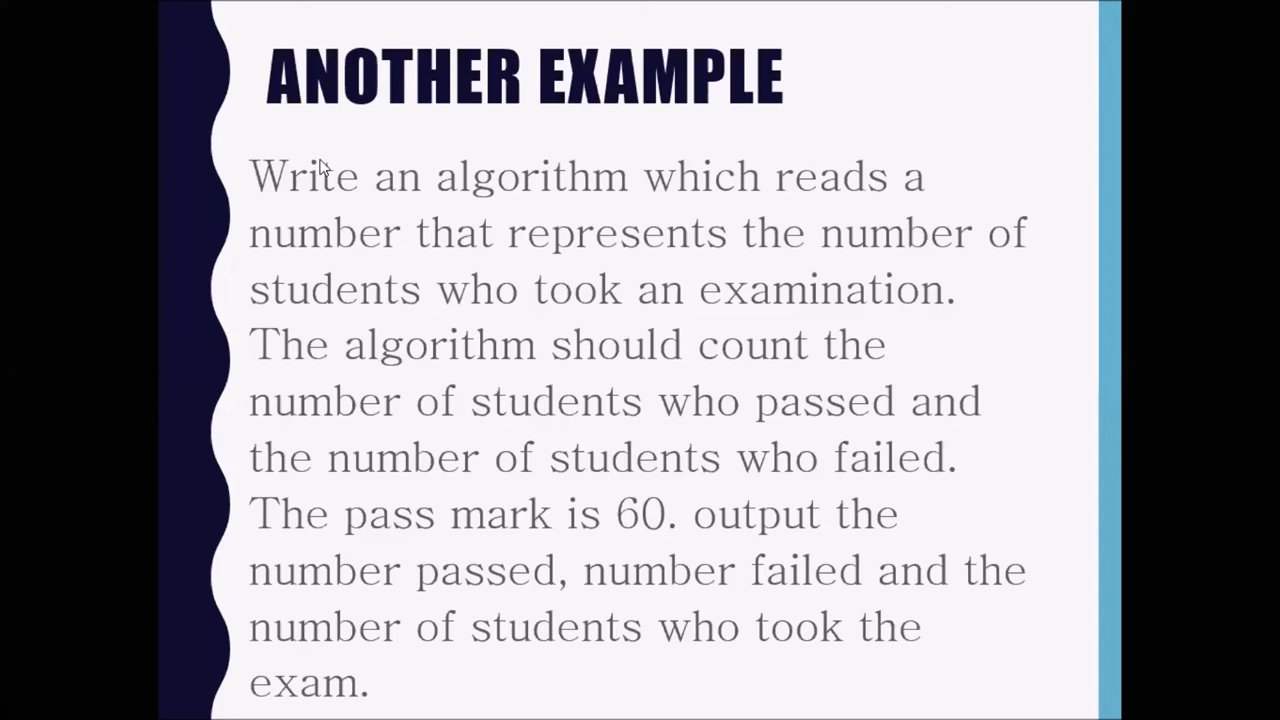 ANOTHER EXAMPLE
Write an algorithm which reads a
number that represents the number of
students who took an examination.
The algorithm should count the
number of students who passed and
the number of students who failed.
The pass mark is 60. output the
number passed, number failed and the
number of students who took the
exam.